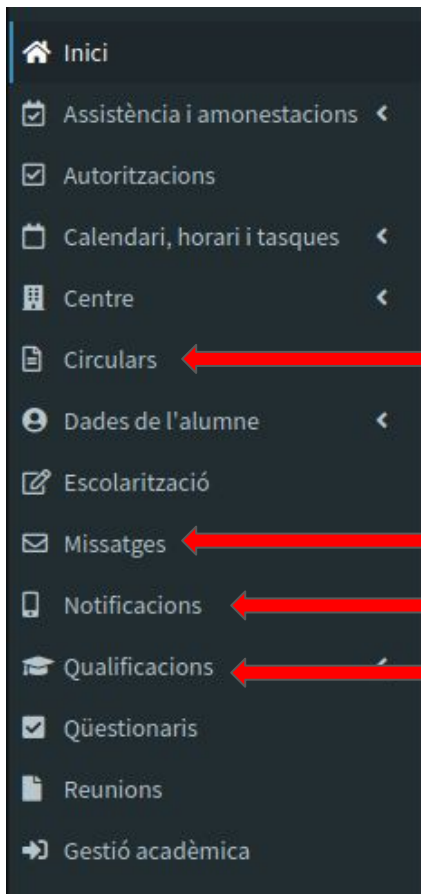 Inici
Assistència i amonestacions
Autoritzacions
Calendari, horari i tasques
Centre
Circulars
Dades de l'alumne
Escolarització
Missatges
Notificacions
Qualificacions
Qüestionaris
Reunions
Gestió acadèmica